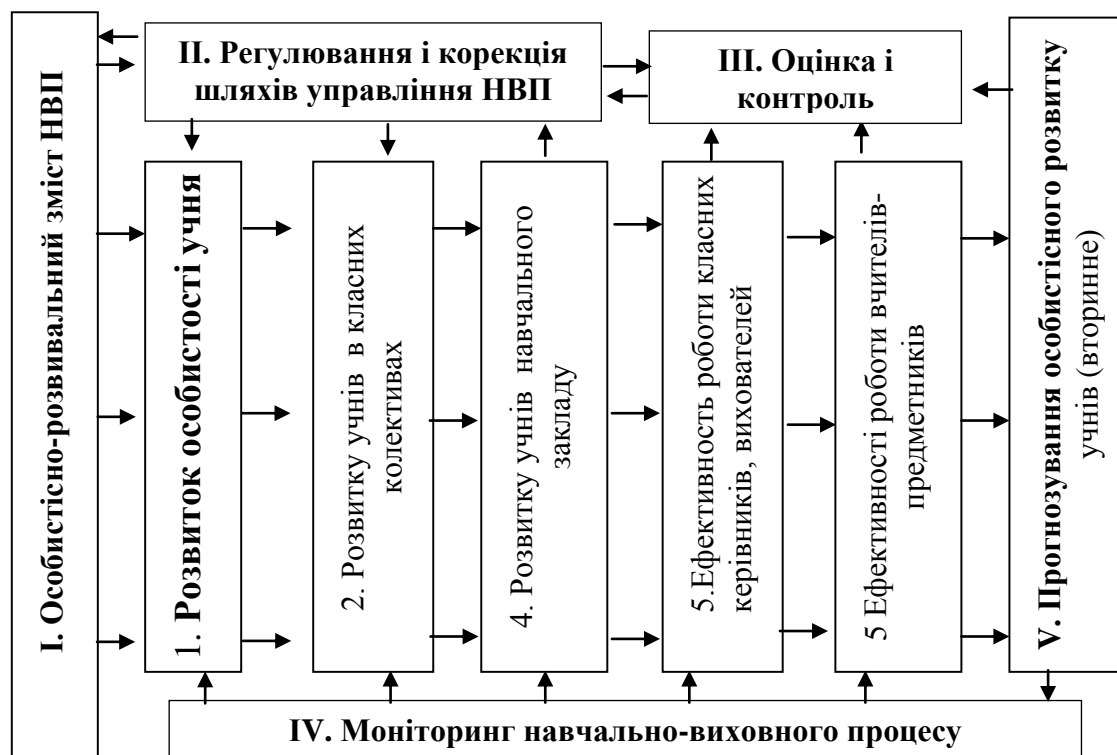 І. Особистісно-розвивальний зміст НВП
ІІ. Регулювання і корекція
шляхів управління НВП
ІІІ. Оцінка і
контроль
1. Розвиток особистості учня
2. Розвитку учнів в класних
колективах
4. Розвитку учнів навчального
закладу
5.Ефективность роботи класних
керівників, вихователей
5 Ефективності роботи вчителів-
предметників
V. Прогнозування особистісного розвитку
учнів (вторинне)
IV. Моніторинг навчально-виховного процесу